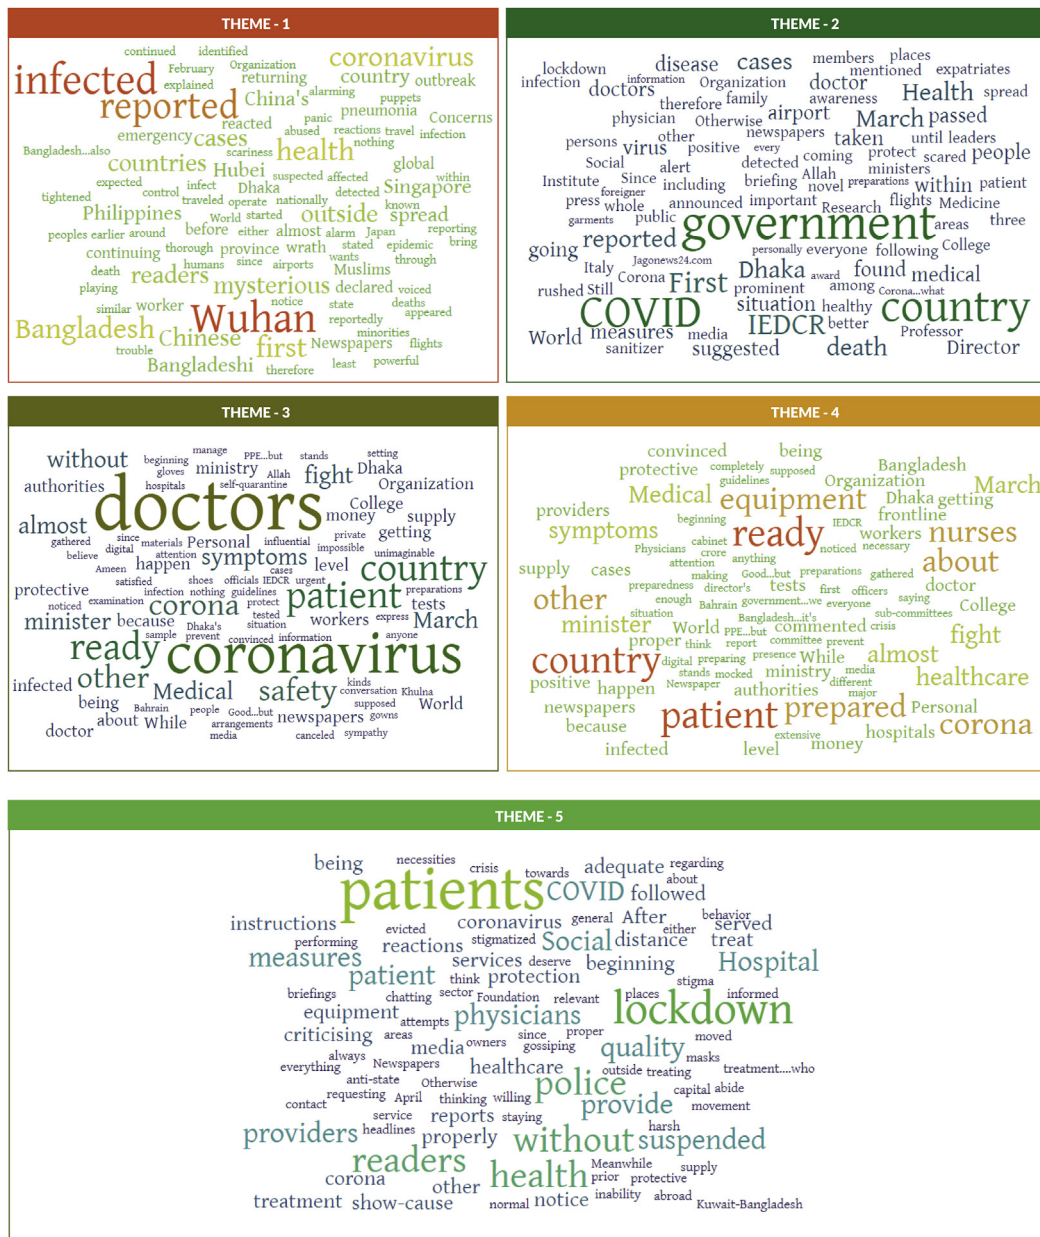 THEME - 1
continued identified
coronavirus
infected February Organization
explained returning country outbreak
reported China's alarming puppets
pneumonia Concerns
reacted panic
emergency cases abused reactions travel infection
Bangladesh...also scariness health nothing
countries Hubei suspected affected global
expected within
control infect Dhaka detected Singapore
tightened traveled operate nationally known
Philippines World started outside spread
peoples earlier around before either almost alarm Japan reporting
continuing thorough province wrath stated epidemic bring
wants through
death humans since airports Muslims
readers mysterious declared voiced
playing
similar worker notice state deaths
Wuhan reportedly appeared
Bangladesh Chinese minorities
first Newspapers flights
trouble
Bangladeshi therefore least powerful
THEME - 2
lockdown disease cases members places
infection information Organization mentioned expatriates
doctors doctor
therefore family awareness Health spread
physician Otherwise airport March passed
other newspapers
persons virus positive every taken until leaders
Social alert detected coming protect scared people
Institute Since briefing Allah ministers
including novel preparations within patient
foreigner
press whole announced important Research flights Medicine
garments public government areas three
going reported personally everyone following College
Jagonews24.com
Italy Corona First Dhaka award found medical
rushed Still prominent among Corona...what
COVID situation healthy country
World measures media IEDCR better Professor
sanitizer suggested death Director
THEME - 3
manage PPE...but stands setting
without beginning ministry Allah fight Dhaka
gloves
authorities hospitals self-quarantine Organization
doctors College
almost money supply
gathered since materials Personal influential private getting
digital impossible
believe attention symptoms unimaginable
Ameen happen cases level country
satisfied shoes officials IEDCR urgent
protective infection nothing guidelines patient preparations
noticed examination corona protect tests
tested
minister because Dhaka's situation workers express March
sample prevent convinced information anyone
ready coronavirus
infected other kinds
Medical safety conversation Khulna
being supposed World
Bahrain people Good...but
about While arrangements newspapers gowns
doctor media canceled sympathy
THEME - 4
convinced being
protective completely supposed Bangladesh
guidelines Organization March
Medical equipment Dhaka getting
providers frontline
symptoms beginning ready IEDCR workers nurses
cabinet noticed necessary
Physicians crore about
supply cases attention anything
making Good...but preparations gathered
preparedness director's tests first officers doctor
other enough saying
Bahrain government...we everyone sub-committees College
situation Bangladesh...it's
minister World PPE...but commented crisis fight
proper think report committee prevent
country digital preparing presence While almost
stands mocked ministry media healthcare
positive happen Newspaper different
authorities major
newspapers patient prepared Personal
because extensive hospitals corona
infected level money
THEME - 5
being necessities crisis adequate regarding
towards about
patients COVID followed
instructions coronavirus general After behavior
evicted either served
performing reactions stigmatized Social distance treat
measures services deserve beginning Hospital
patient think protection
stigma
briefings chatting sector Foundation relevant places informed
equipment attempts physicians lockdown
criticising areas since proper moved
media owners gossiping quality
always masks
everything Newspapers healthcare outside treating treatment....who
anti-state Otherwise police capital abide
requesting April thinking willing
contact provide movement
service reports staying
harsh
providers headlines properly without suspended
readers Meanwhile supply
corona health prior protective
other
treatment show-cause normal notice inability abroad Kuwait-Bangladesh